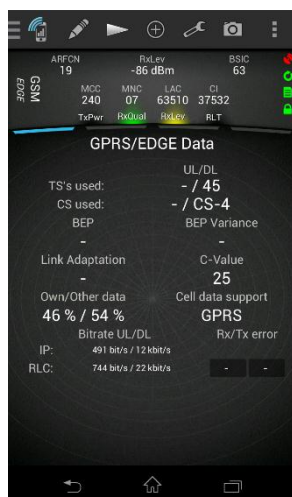 ARFCN RxLev BSIC
19 -86 dBm 63
GSM
EDGE
MCC MNC LAC CI
240 07 63510 37532
TxPwr RxQual RxLev RLT
GPRS/EDGE Data
UL/DL
TS's used: - / 45
CS used: - / CS-4
BEP BEP Variance
- -
Link Adaptation C-Value
- 25
Own/Other data Cell data support
46 % / 54 % GPRS
Bitrate UL/DL Rx/Tx error
IP: 491 bit/s / 12 kbit/s
RLC: 744 bit/s / 22 kbit/s - -